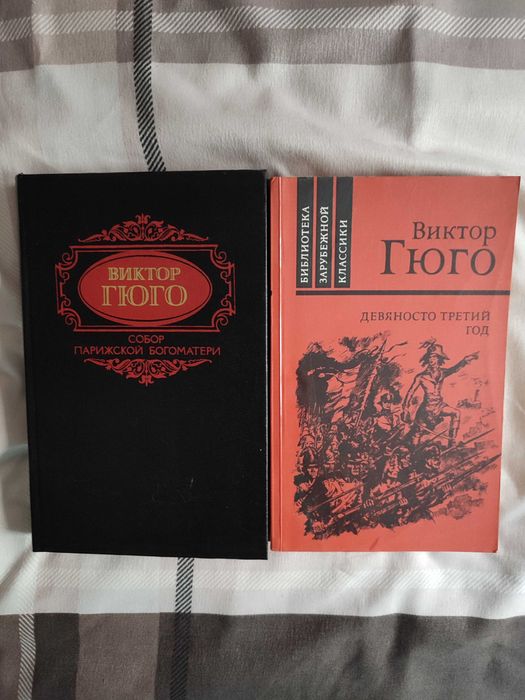 ВИКТОР
ГЮГО
СОБОР
ПАРИЖСКОЙ БОГОМАТЕРИ
БИБЛИОТЕКА
ЗАРУБЕЖНОЙ
КЛАССИКИ
Виктор
Гюго
ДЕВЯНОСТО ТРЕТИЙ
ГОД